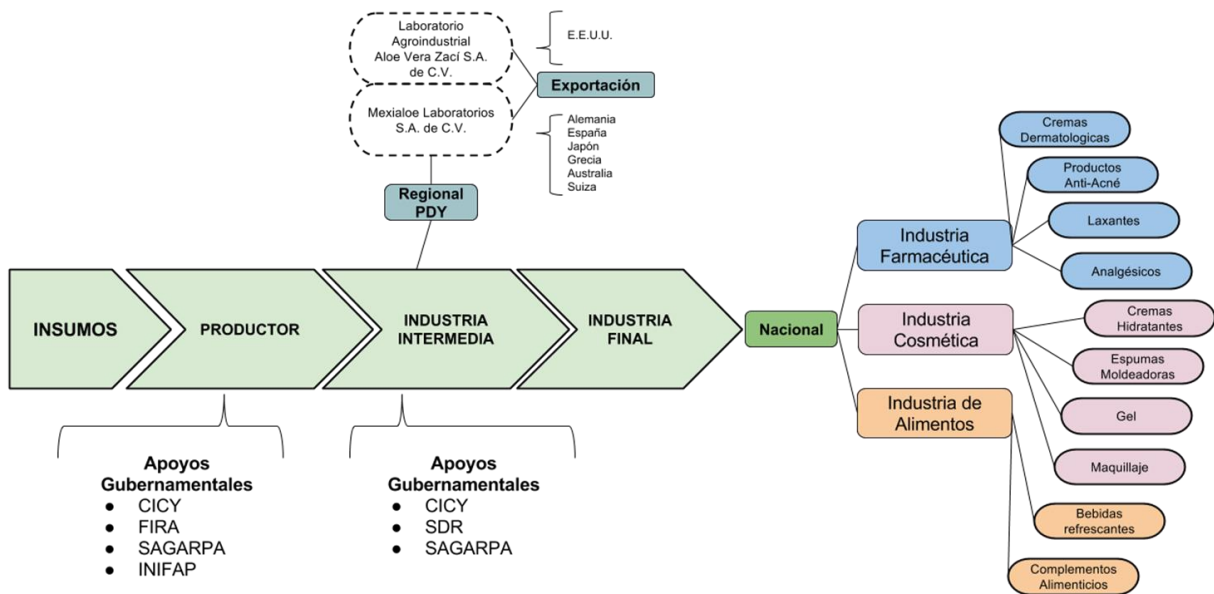 Laboratorio
Agroindustrial
Aloe Vera Zací S.A.
de C.V.
E.E.U.U.
Exportación
Mexialoe Laboratorios
S.A. de C.V.
Alemania
España
Japón
Grecia
Australia
Suiza
Regional
PDY
INSUMOS
PRODUCTOR
INDUSTRIA
INTERMEDIA
INDUSTRIA
FINAL
Nacional
Industria
Farmacéutica
Cremas
Dermatologicas
Productos
Anti-Acné
Laxantes
Analgésicos
Industria
Cosmética
Cremas
Hidratantes
Espumas
Moldeadoras
Gel
Maquillaje
Industria de
Alimentos
Bebidas
refrescantes
Complementos
Alimenticios
Apoyos
Gubernamentales
● CICY
● FIRA
● SAGARPA
● INIFAP
Apoyos
Gubernamentales
● CICY
● SDR
● SAGARPA